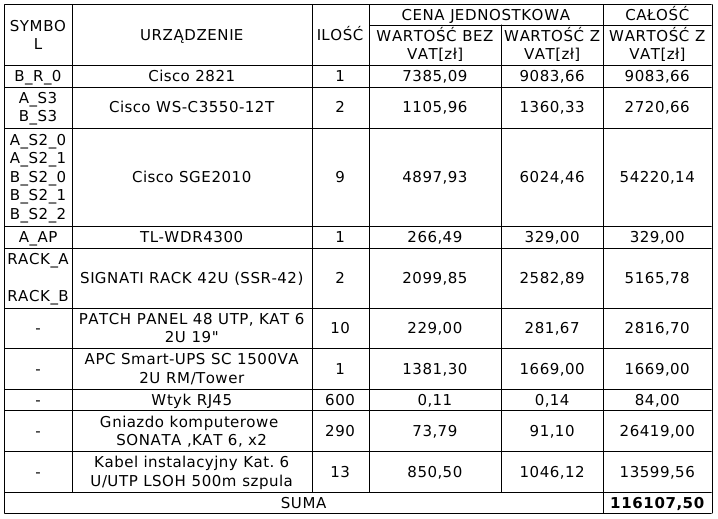 SYMBO
L
URZĄDZENIE
ILOŚĆ
CENA JEDNOSTKOWA
CAŁOŚĆ
WARTOŚĆ BEZ
VAT[zł]
WARTOŚĆ Z
VAT[zł]
WARTOŚĆ Z
VAT[zł]
B_R_0 Cisco 2821 1 7385,09 9083,66 9083,66
A_S3
B_S3
Cisco WS-C3550-12T 2 1105,96 1360,33 2720,66
A_S2_0
A_S2_1
B_S2_0
B_S2_1
B_S2_2
Cisco SGE2010 9 4897,93 6024,46 54220,14
A_AP TL-WDR4300 1 266,49 329,00 329,00
RACK_A
RACK_B
SIGNATI RACK 42U (SSR-42) 2 2099,85 2582,89 5165,78
- PATCH PANEL 48 UTP, KAT 6
2U 19" 10 229,00 281,67 2816,70
- APC Smart-UPS SC 1500VA
2U RM/Tower 1 1381,30 1669,00 1669,00
- Wtyk RJ45 600 0,11 0,14 84,00
- Gniazdo komputerowe
SONATA ,KAT 6, x2 290 73,79 91,10 26419,00
- Kabel instalacyjny Kat. 6
U/UTP LSOH 500m szpula 13 850,50 1046,12 13599,56
SUMA 116107,50